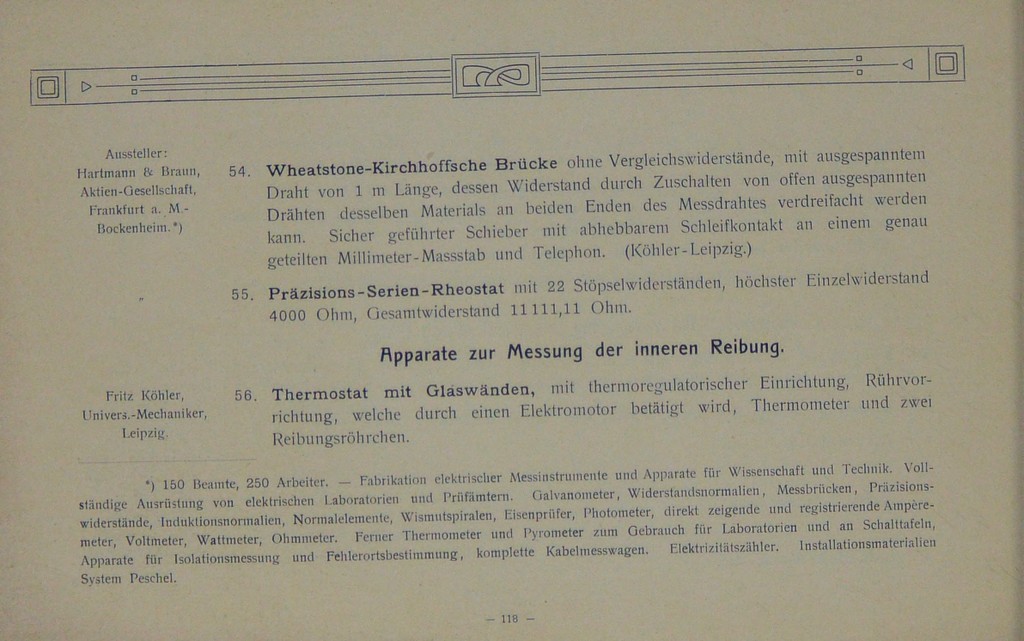 Aussteller:
Hartmann & Braun,
Aktien-Gesellschaft,
Frankfurt a. M.-
Bockenheim.*)
54. Wheatstone-Kirchhoffsche Brücke ohne Vergleichswiderstände, mit ausgespanntem
Draht von 1 m Länge, dessen Widerstand durch Zuschalten von offen ausgespannten
Drähten desselben Materials an beiden Enden des Messdrahtes verdreifacht werden
kann. Sicher geführter Schieber mit abhebbarem Schleifkontakt an einem genau
geteilten Millimeter-Massstab und Telephon. (Köhler-Leipzig.)
„ 55. Präzisions-Serien-Rheostat mit 22 Stöpselwiderständen, höchster Einzelwiderstand
4000 Ohm, Gesamtwiderstand 11111,11 Ohm.
Apparate zur Messung der inneren Reibung.
Fritz Köhler,
Univers.-Mechaniker,
Leipzig.
56. Thermostat mit Glaswänden, mit thermoregulatorischer Einrichtung, Rührvor-
richtung, welche durch einen Elektromotor betätigt wird, Thermometer und zwei
Reibungsröhrchen.
*) 150 Beamte, 250 Arbeiter. — Fabrikation elektrischer Messinstrumente und Apparate für Wissenschaft und Technik. Voll-
ständige Ausrüstung von elektrischen Laboratorien und Prüfämtern. Galvanometer, Widerstandsnormalien, Messbrücken, Präzisions-
widerstände, Induktionsnormalien, Normalelemente, Wismutspiralen, Eisenprüfer, Photometer, direkt zeigende und registrierende Ampère-
meter, Voltmeter, Wattmeter, Ohmmeter. Ferner Thermometer und Pyrometer zum Gebrauch für Laboratorien und an Schalttafeln,
Apparate für Isolationsmessung und Fehlerortsbestimmung, komplette Kabelmesswagen. Elektrizitätszähler. Installationsmaterialien
System Peschel.
— 118 —